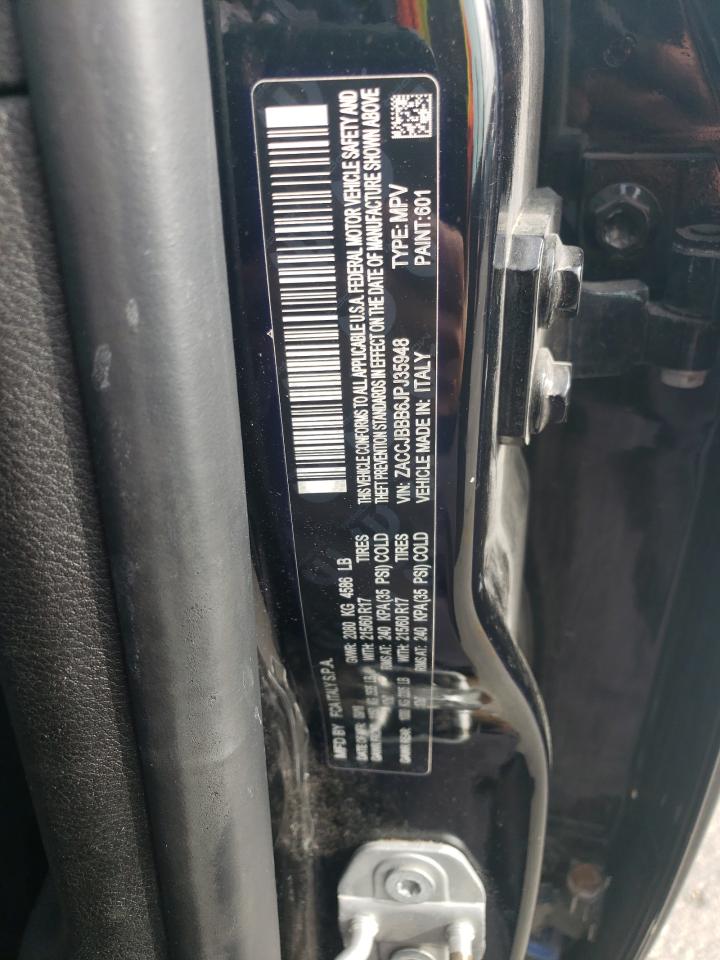 MFD BY FCA ITALY S.P.A.
GVWR: 2080 KG 4586 LB
WITH: 215/60 R17 TIRES
RIMS AT: 240 KPA(35 PSI) COLD
WITH: 215/60 R17 TIRES
RIMS AT: 240 KPA(35 PSI) COLD
THIS VEHICLE CONFORMS TO ALL APPLICABLE U.S.A. FEDERAL MOTOR VEHICLE SAFETY AND
THEFT PREVENTION STANDARDS IN EFFECT ON THE DATE OF MANUFACTURE SHOWN ABOVE
VIN: ZACCJBBB6JPJ35948 TYPE: MPV
VEHICLE MADE IN: ITALY PAINT:601